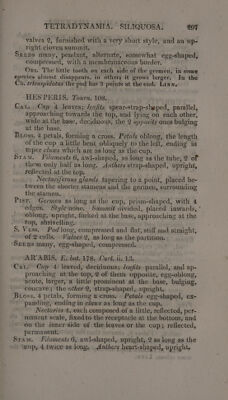 TETRADYNAMIA. SILIQUOSA. 697
valves 2, furnished with a very short style, and an up-
right cloven summit.
SEEDS many, pendant, alternate, somewhat egg-shaped,
compressed, with a membranaceous border.
OBS. The little tooth on each side of the germen, in some
species almost disappears, in others it grows larger. In the
Ch. erisymoides the pod has 3 points at the end. LINN.
HESPERIS. Tourn. 108.
CAL. Cup 4 leaves; leafits spear-strap-shaped, parallel,
approaching towards the top, and lying on each other,
wide at the base, deciduous, the 2 opposite ones bulging
at the base.
BLOSS. 4 petals, forming a cross. Petals oblong, the length
of the cup a little bent obliquely to the left, ending in
taper claws which are as long as the cup.
STAM. Filaments 6, awl-shaped, as long as the tube, 2 of
them only half as long. Anthers strap-shaped, upright,
reflected at the top.
Nectariferous glands tapering to a point, placed be-
tween the shorter stamens and the germen, surrounding
the stamen.
PIST. Germen as long as the cup, prism-shaped, with 4
edges. Style none. Summit divided, placed inwards,
oblong, upright, forked at the base, approaching at the
top, shrivelling.
S. VESS. Pod long, compressed and flat, stiff and straight,
of 2 cells. Valves 2, as long as the partition.
SEEDS many, egg-shaped, compressed.
ARABIS. E. bot. 178. Curt. ii. 13.
CAL. Cup 4 leaved, deciduous; leafits parallel, and ap-
proaching at the top, 2 of them opposite, egg-oblong,
acute, larger, a little prominent at the base, bulging,
concave; the other 2, strap-shaped, upright.
BLOSS. 4 petals, forming a cross. Petals egg-shaped, ex-
panding, ending in claws as long as the cup.
Nectaries 4, each composed of a little, reflected, per-
manent scale, fixed to the receptacle at the bottom, and
on the inner side of the leaves or the cup; reflected,
permanent.
STAM. Filaments 6, awl-shaped, upright, 2 as long as the
cup, 4 twice as long. Anthers heart-shaped, upright.